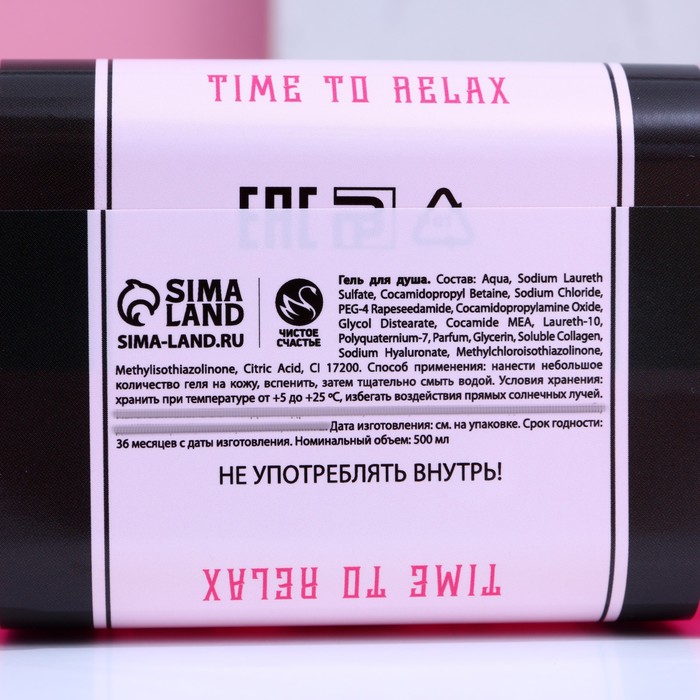 TIME TO RELAX
EAC
SIMA
LAND
SIMA-LAND.RU
ЧИСТОЕ
СЧАСТЬЕ
Гель для душа. Состав: Aqua, Sodium Laureth
Sulfate, Cocamidopropyl Betaine, Sodium Chloride,
PEG-4 Rapeseedamide, Cocamidopropylamine Oxide,
Glycol Distearate, Cocamide MEA, Laureth-10,
Polyquaternium-7, Parfum, Glycerin, Soluble Collagen,
Sodium Hyaluronate, Methylchloroisothiazolinone,
Methylisothiazolinone, Citric Acid, CI 17200. Способ применения: нанести небольшое
количество геля на кожу, вспенить, затем тщательно смыть водой. Условия хранения:
хранить при температуре от +5 до +25 ºС, избегать воздействия прямых солнечных лучей.
Дата изготовления: см. на упаковке. Срок годности:
36 месяцев с даты изготовления. Номинальный объем: 500 мл
НЕ УПОТРЕБЛЯТЬ ВНУТРЬ!
TIME TO RELAX